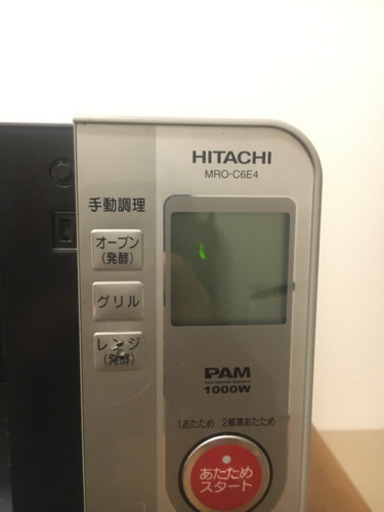 HITACHI
MRO-C6E4
手動調理
オーブン
(発酵)
グリル
レンジ
(発酵)
PAM
1000W
1あたため 2解凍あたため
あたため
スタート